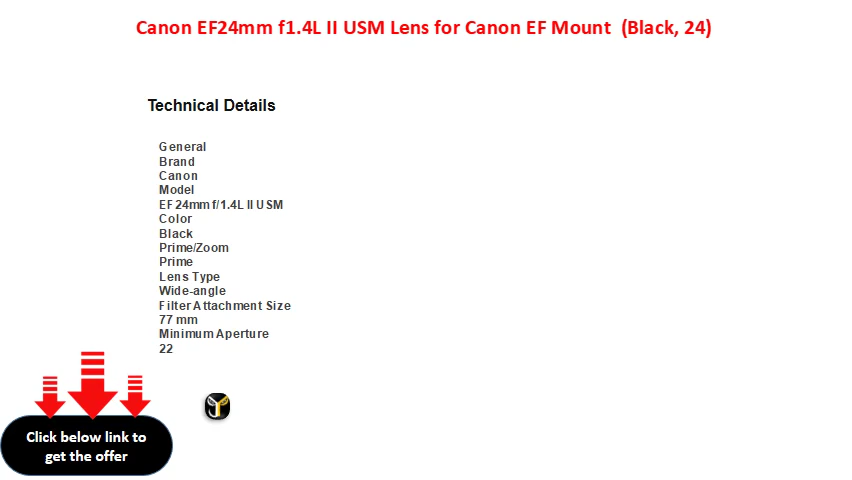 Canon EF24mm f1.4L II USM Lens for Canon EF Mount (Black, 24)
Technical Details
General
Brand
Canon
Model
EF 24mm f/1.4L II USM
Color
Black
Prime/Zoom
Prime
Lens Type
Wide-angle
Filter Attachment Size
77 mm
Minimum Aperture
22
Click below link to
get the offer